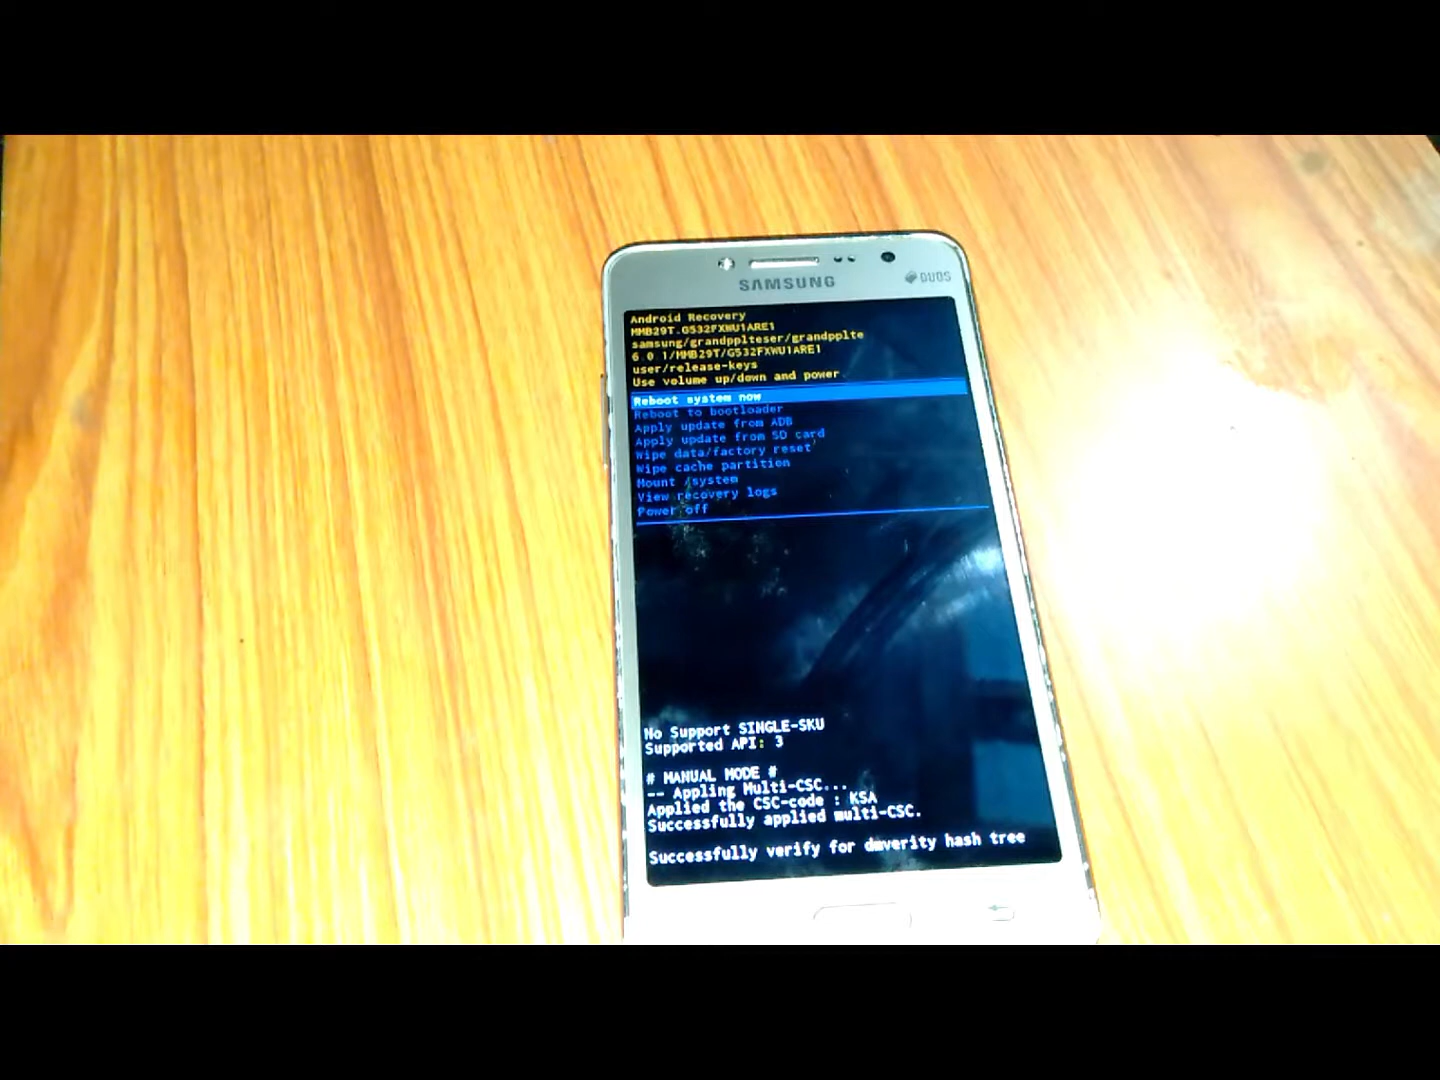 SAMSUNG
DUOS
Android Recovery
MMB29T.G532FXWU1ARE1
samsung/grandpplteser/grandpplte
6.0.1/MMB29T/G532FXWU1ARE1
user/release-keys
Use volume up/down and power
Reboot system now
Reboot to bootloader
Apply update from ADB
Apply update from SD card
Wipe data/factory reset
Wipe cache partition
Mount /system
View recovery logs
Power off
No Support SINGLE-SKU
Supported API: 3
# MANUAL MODE #
-- Appling Multi-CSC...
Applied the CSC-code : KSA
Successfully applied multi-CSC.
Successfully verify for dmverity hash tree